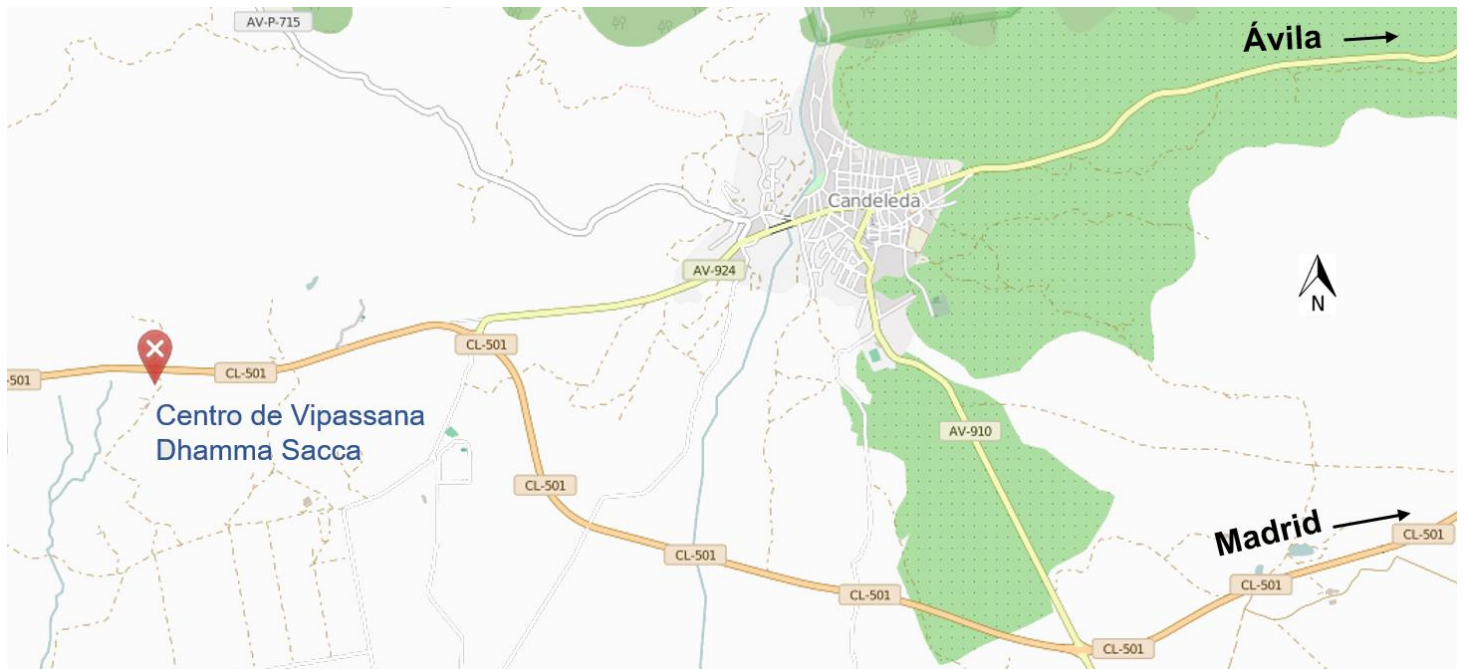 AV-P-715
Ávila
Candeleda
AV-924
N
CL-501
-501
CL-501
Centro de Vipassana
Dhamma Sacca
AV-910
CL-501
Madrid
CL-501
CL-501
CL-501
CL-501
CL-501